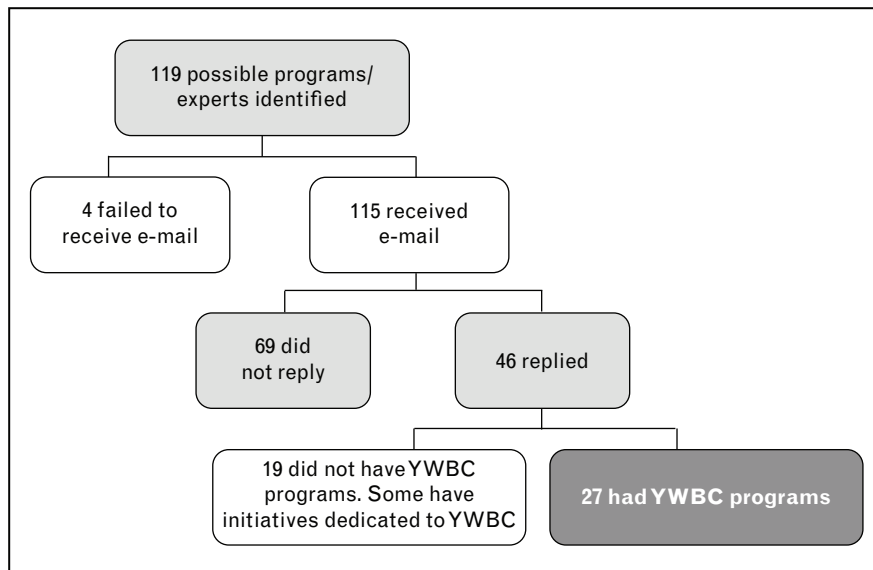 119 possible programs/
experts identified
4 failed to
receive e-mail
115 received
e-mail
69 did
not reply
46 replied
19 did not have YWBC
programs. Some have
initiatives dedicated to YWBC
27 had YWBC programs